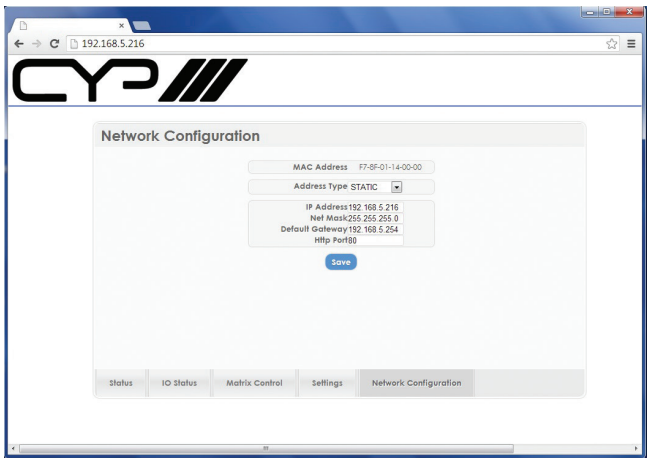 192.168.5.216
CYP
Network Configuration
MAC Address F7-8F-01-14-00-00
Address Type STATIC
IP Address 192.168.5.216
Net Mask 255.255.255.0
Default Gateway 192.168.5.254
Http Port 80
Save
Status IO Status Matrix Control Settings Network Configuration